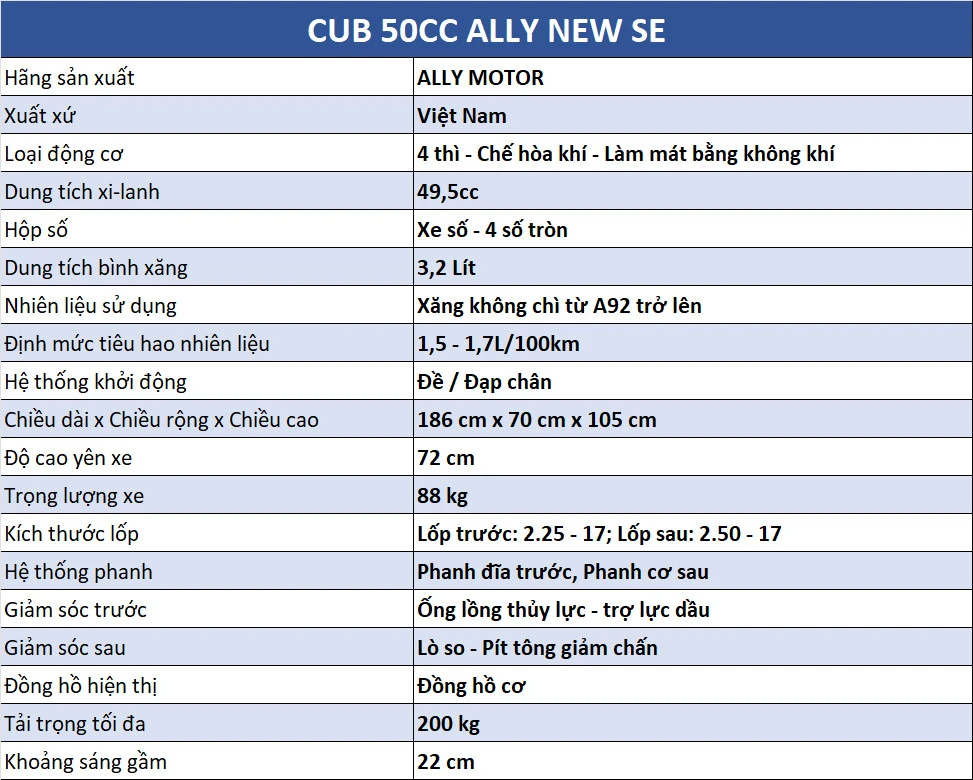 CUB 50CC ALLY NEW SE
Hãng sản xuất ALLY MOTOR
Xuất xứ Việt Nam
Loại động cơ 4 thì - Chế hòa khí - Làm mát bằng không khí
Dung tích xi-lanh 49,5cc
Hộp số Xe số - 4 số tròn
Dung tích bình xăng 3,2 Lít
Nhiên liệu sử dụng Xăng không chì từ A92 trở lên
Định mức tiêu hao nhiên liệu 1,5 - 1,7L/100km
Hệ thống khởi động Đề / Đạp chân
Chiều dài x Chiều rộng x Chiều cao 186 cm x 70 cm x 105 cm
Độ cao yên xe 72 cm
Trọng lượng xe 88 kg
Kích thước lốp Lốp trước: 2.25 - 17; Lốp sau: 2.50 - 17
Hệ thống phanh Phanh đĩa trước, Phanh cơ sau
Giảm sóc trước Ống lồng thủy lực - trợ lực dầu
Giảm sóc sau Lò so - Pít tông giảm chấn
Đồng hồ hiện thị Đồng hồ cơ
Tải trọng tối đa 200 kg
Khoảng sáng gầm 22 cm